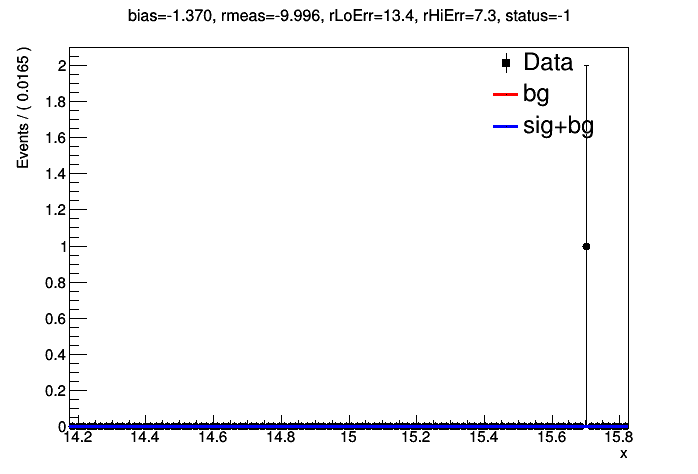 bias=-1.370, rmeas=-9.996, rLoErr=13.4, rHiErr=7.3, status=-1
Events / ( 0.0165 )
2
1.8
1.6
1.4
1.2
1
0.8
0.6
0.4
0.2
0
Data
bg
sig+bg
14.2 14.4 14.6 14.8 15 15.2 15.4 15.6 15.8
x